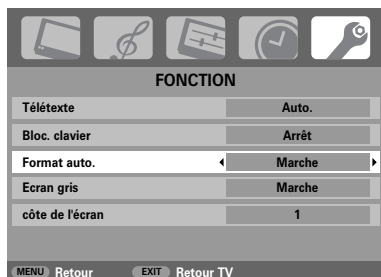 FONCTION
Télétexte Auto.
Bloc. clavier Arrêt
Format auto. Marche
Ecran gris Marche
côte de l'écran 1
MENU Retour EXIT Retour TV